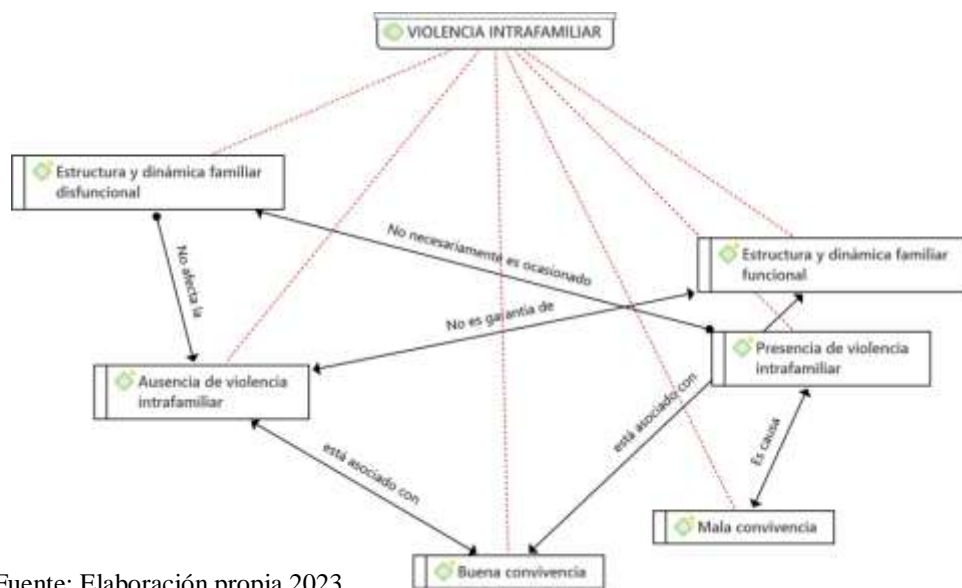 VIOLENCIA INTRAFAMILIAR
Estructura y dinámica familiar
disfuncional
No necesariamente es ocasionado
Estructura y dinámica familiar
funcional
No afecta la
No es garantia de
Presencia de violencia
intrafamiliar
Ausencia de violencia
intrafamiliar
está asociado con
está asociado con
Es causa
Mala convivencia
Buena convivencia
Fuente: Elaboración propia 2023